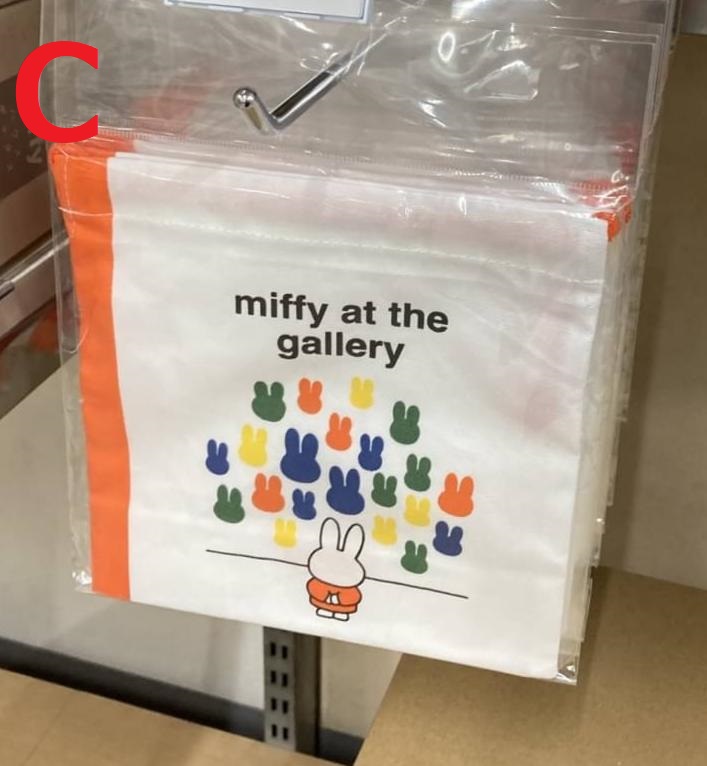 C
miffy at the
gallery